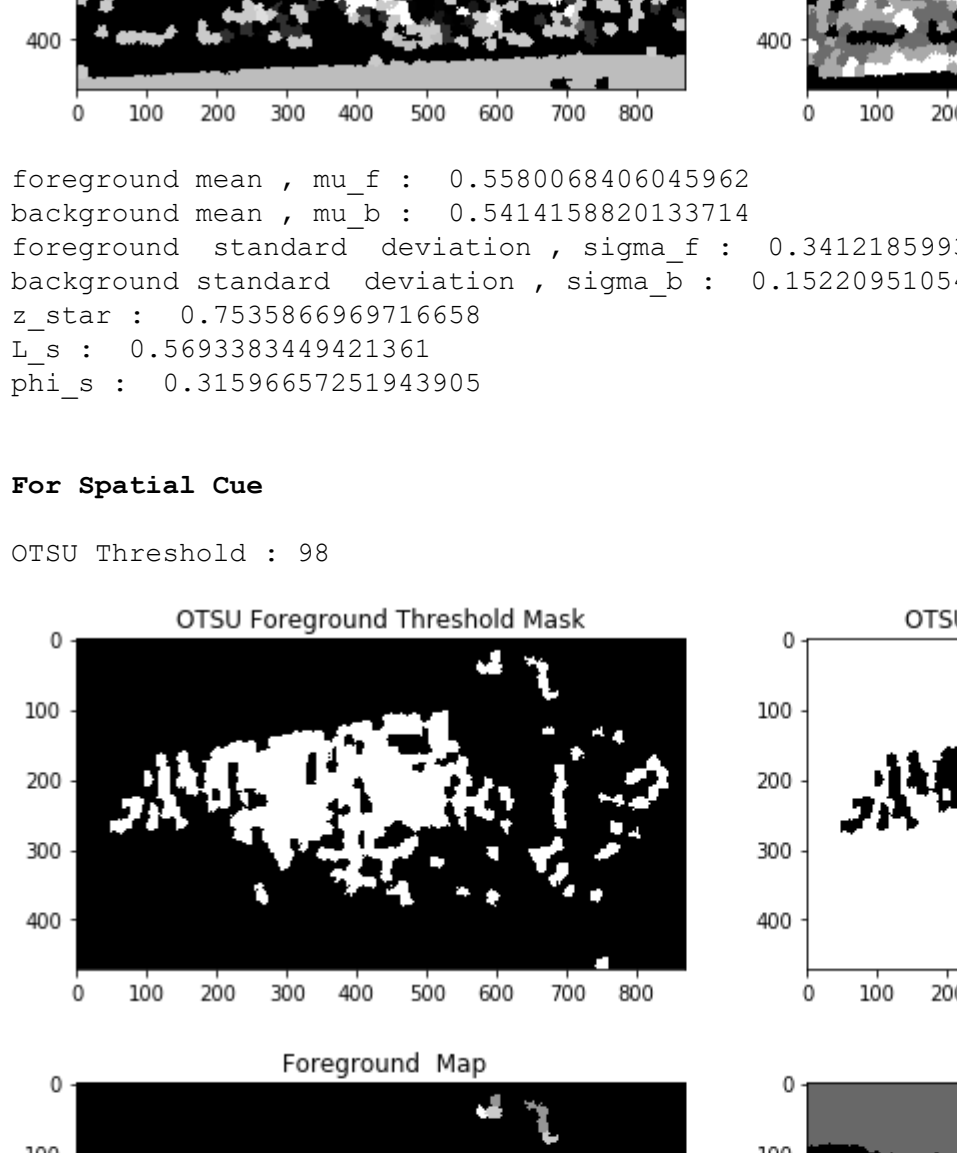 400
400
0 100 200 300 400 500 600 700 800
0 100
foreground mean , mu_f :  0.5580068406045962
background mean , mu_b :  0.5414158820133714
foreground  standard  deviation , sigma_f :  0.341218599
background standard  deviation , sigma_b :  0.1522095105
z_star :  0.7535866969716658
L_s :  0.5693383449421361
phi_s :  0.31596657251943905
For Spatial Cue
OTSU Threshold : 98
OTSU Foreground Threshold Mask
0
100
200
300
400
0 100 200 300 400 500 600 700 800
0
100
200
300
400
0 100
Foreground  Map
0
0
100
100